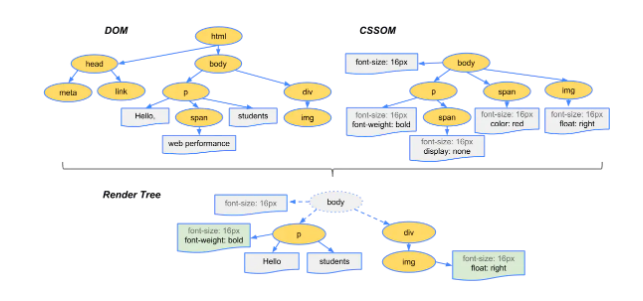 DOM
CSSOM
html
head
body
meta
link
p
div
Hello,
span
students
img
web performance
font-size: 16px
body
p
span
img
font-size: 16px
font-weight: bold
span
font-size: 16px
color: red
font-size: 16px
float: right
font-size: 16px
display: none
Render Tree
font-size: 16px
body
font-size: 16px
font-weight: bold
p
div
Hello
students
img
font-size: 16px
float: right